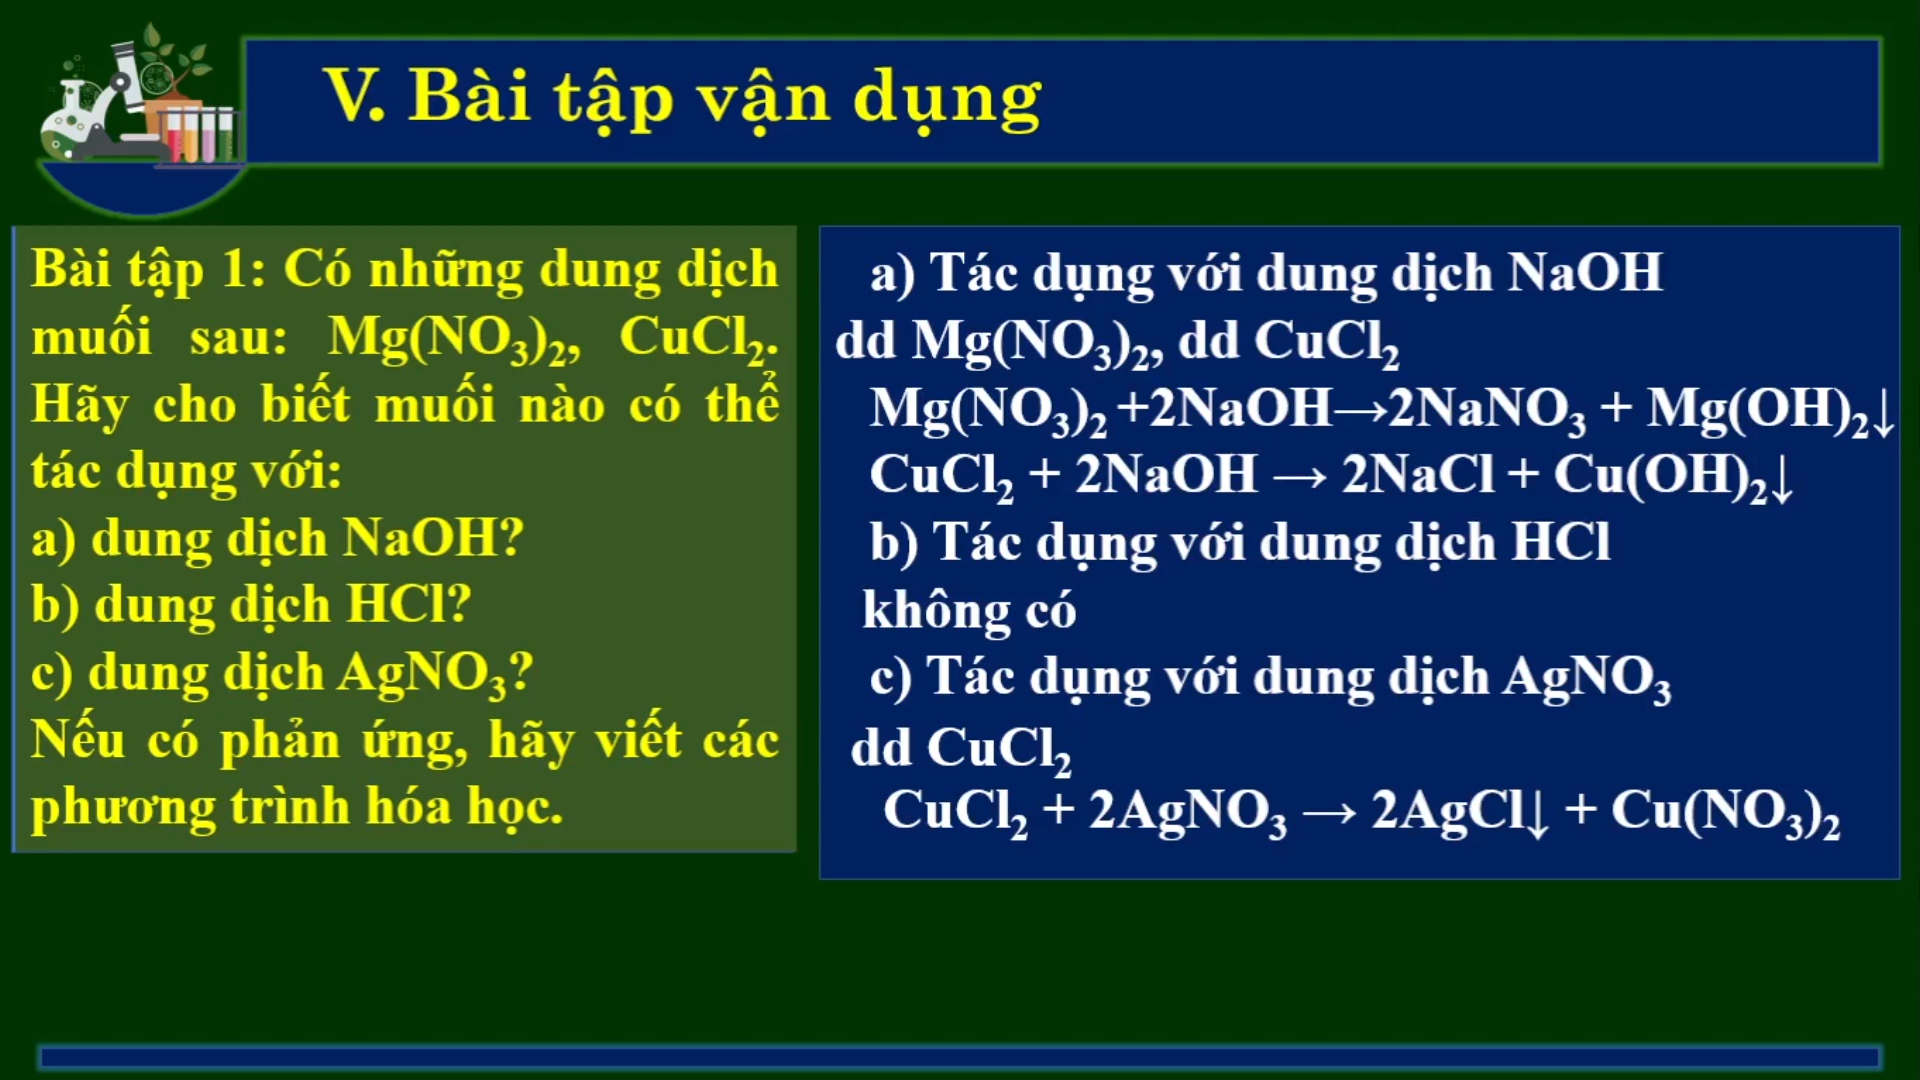 V. Bài tập vận dụng
Bài tập 1: Có những dung dịch
muối sau: Mg(NO₃)₂, CuCl₂.
Hãy cho biết muối nào có thể
tác dụng với:
a) dung dịch NaOH?
b) dung dịch HCl?
c) dung dịch AgNO₃?
Nếu có phản ứng, hãy viết các
phương trình hóa học.
a) Tác dụng với dung dịch NaOH
dd Mg(NO₃)₂, dd CuCl₂
Mg(NO₃)₂ +2NaOH→2NaNO₃ + Mg(OH)₂↓
CuCl₂ + 2NaOH → 2NaCl + Cu(OH)₂↓
b) Tác dụng với dung dịch HCl
không có
c) Tác dụng với dung dịch AgNO₃
dd CuCl₂
CuCl₂ + 2AgNO₃ → 2AgCl↓ + Cu(NO₃)₂